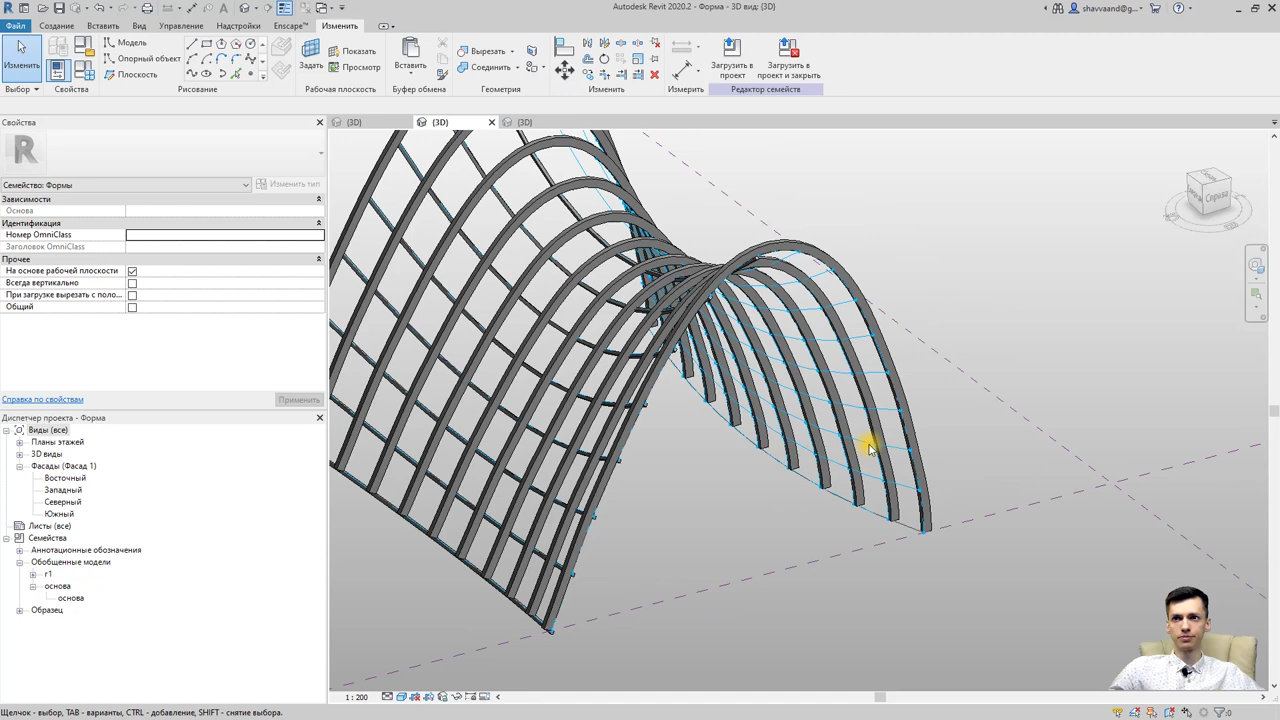 Autodesk Revit 2020.2 - Форма - 3D вид: {3D}
shavvaand@g...
Файл Создание Вставить Вид Управление Надстройки Enscape™ Изменить
Изменить
Модель
Опорный объект
Плоскость
Задать
Показать
Просмотр
Вставить
Вырезать
Соединить
Загрузить в проект
Загрузить в проект и закрыть
Выбор Свойства Рисование Рабочая плоскость Буфер обмена Геометрия Изменить Измерить Редактор семейств
Свойства
{3D} {3D} {3D}
R
Семейство: Формы
Изменить тип
Зависимости
Основа
Идентификация
Номер OmniClass
Заголовок OmniClass
Прочее
На основе рабочей плоскости
Всегда вертикально
При загрузке вырезать с поло...
Общий
Справка по свойствам
Применить
Диспетчер проекта - Форма
Виды (все)
Планы этажей
3D виды
Фасады (Фасад 1)
Восточный
Западный
Северный
Южный
Листы (все)
Семейства
Аннотационные обозначения
Обобщенные модели
r1
основа
основа
Образец
Справа
1 : 200
Щелчок - выбор, TAB - варианты, CTRL - добавление, SHIFT - снятие выбора.
:0